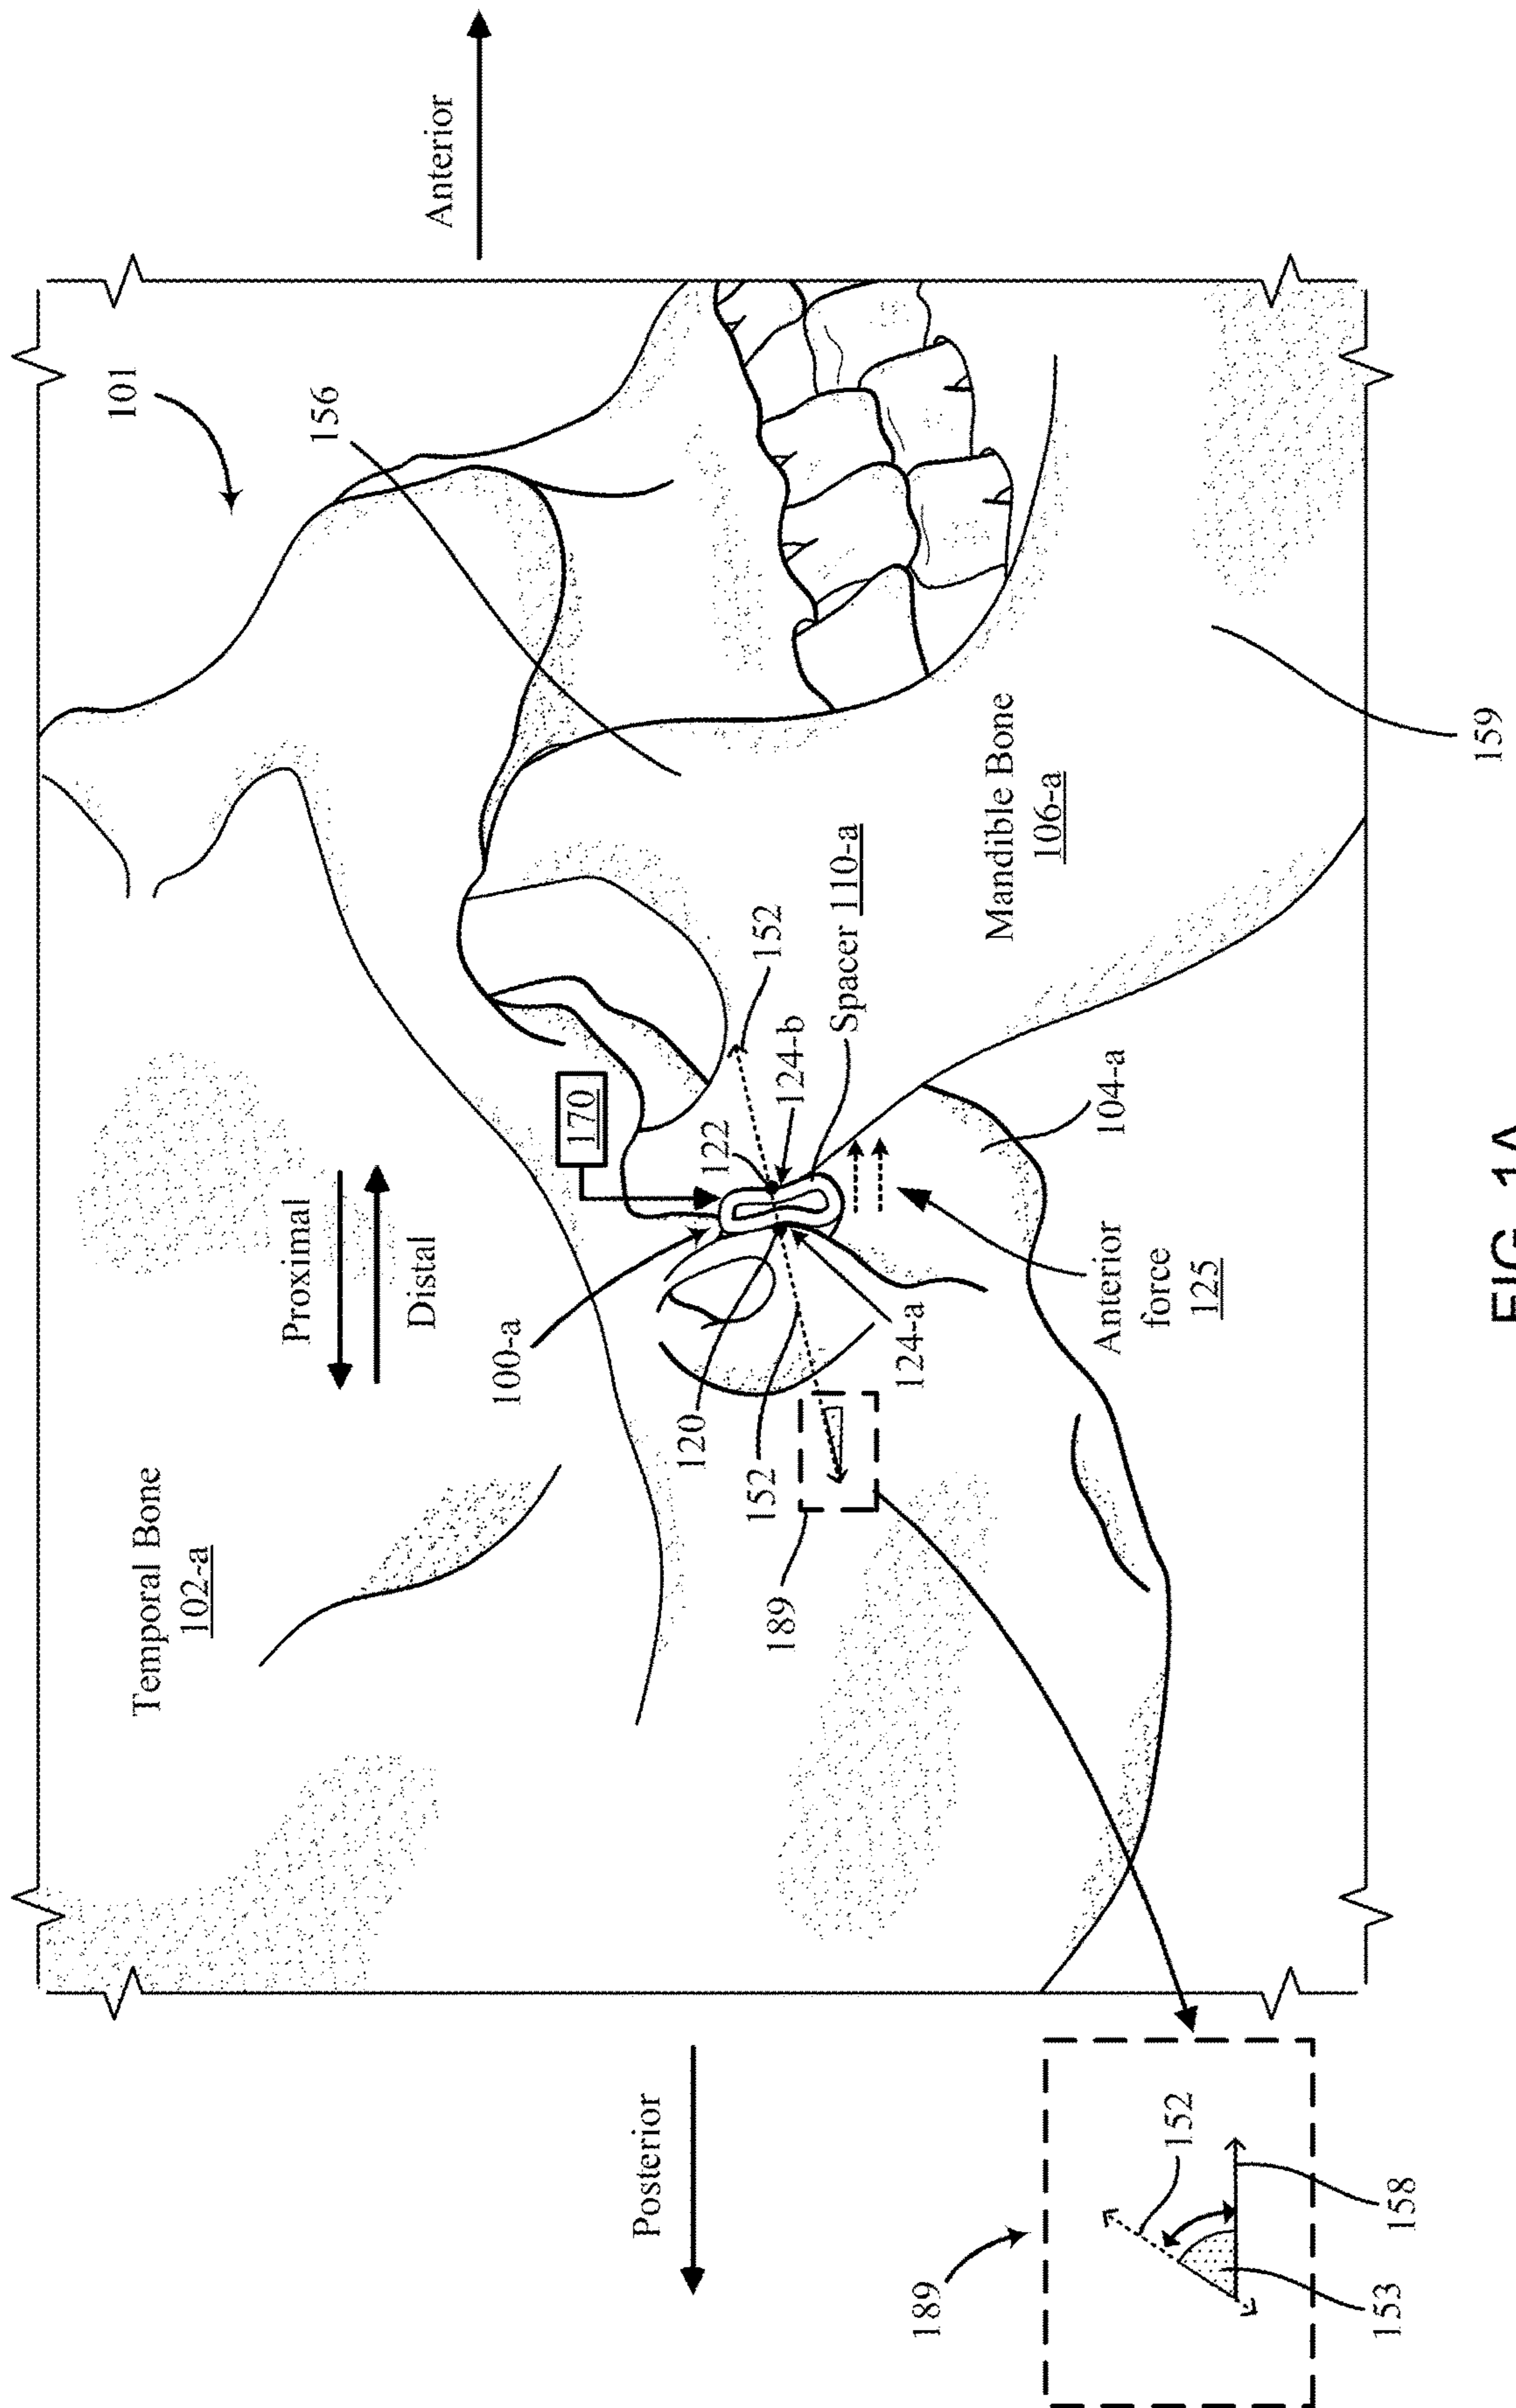 Anterior
101
156
Proximal
Distal
Temporal Bone
102-a
170
122
152
124-b
Spacer 110-a
Mandible Bone
106-a
159
100-a
120
152
124-a
104-a
Anterior
force
125
189
Posterior
189
152
158
153
FIG. 1A